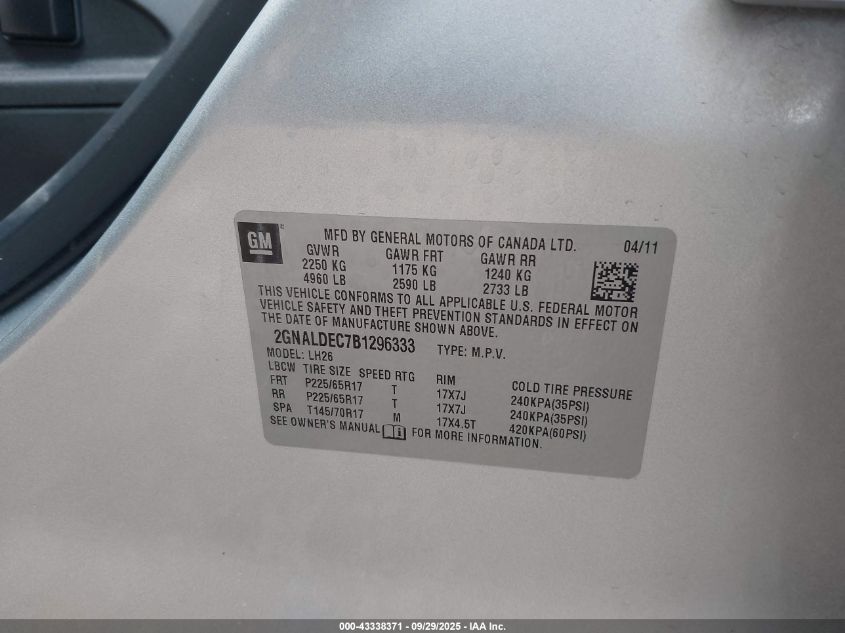 GM
MFD BY GENERAL MOTORS OF CANADA LTD. 04/11
GVWR GAWR FRT GAWR RR
2250 KG 1175 KG 1240 KG
4960 LB 2590 LB 2733 LB
THIS VEHICLE CONFORMS TO ALL APPLICABLE U.S. FEDERAL MOTOR
VEHICLE SAFETY AND THEFT PREVENTION STANDARDS IN EFFECT ON
THE DATE OF MANUFACTURE SHOWN ABOVE.
2GNALDEC7B1296333 TYPE: M.P.V.
MODEL: LH26
LBCW TIRE SIZE SPEED RTG RIM COLD TIRE PRESSURE
FRT P225/65R17 T 17X7J 240KPA(35PSI)
RR P225/65R17 T 17X7J 240KPA(35PSI)
SPA T145/70R17 M 17X4.5T 420KPA(60PSI)
SEE OWNER'S MANUAL FOR MORE INFORMATION.
000-43338371 - 09/29/2025 - IAA Inc.